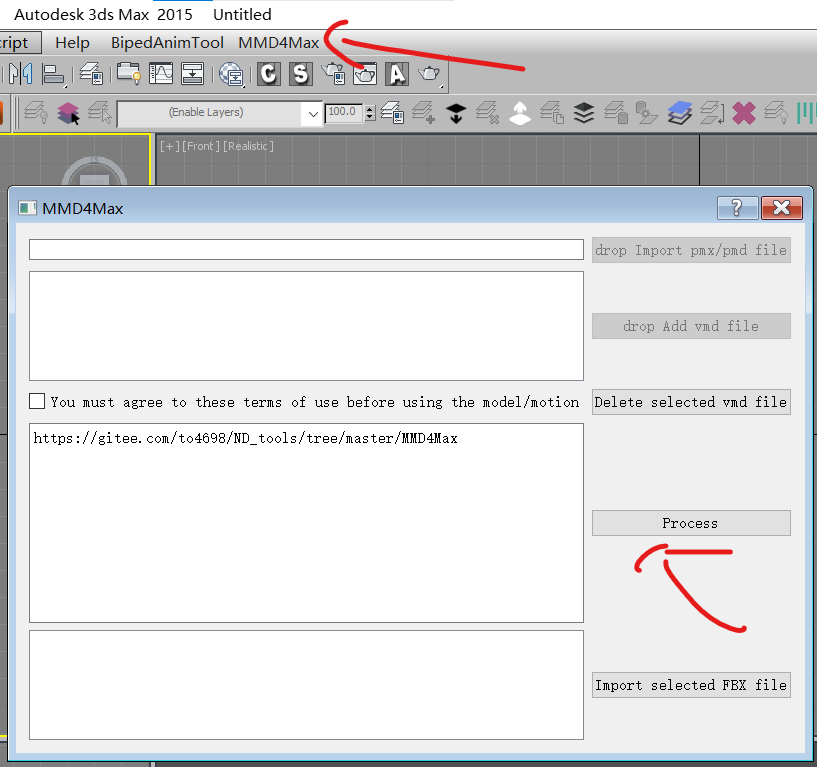 Autodesk 3ds Max 2015 Untitled
ript Help BipedAnimTool MMD4Max
C S A
(Enable Layers) 100.0
[+] [Front] [Realistic]
MMD4Max
drop Import pmx/pmd file
drop Add vmd file
You must agree to these terms of use before using the model/motion
Delete selected vmd file
https://gitee.com/to4698/ND_tools/tree/master/MMD4Max
Process
Import selected FBX file